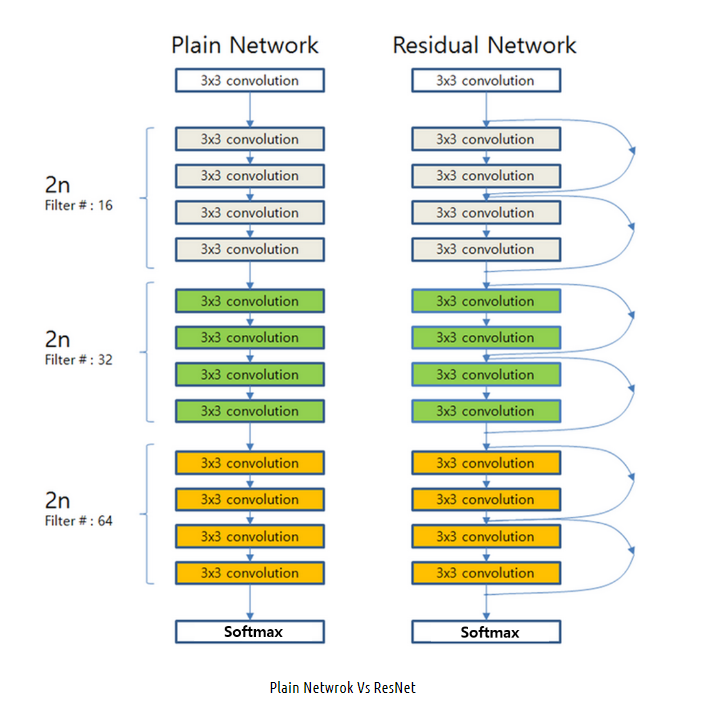 Plain Network
Residual Network
3x3 convolution
3x3 convolution
3x3 convolution
3x3 convolution
3x3 convolution
3x3 convolution
2n
Filter # : 16
3x3 convolution
3x3 convolution
3x3 convolution
3x3 convolution
3x3 convolution
3x3 convolution
3x3 convolution
3x3 convolution
2n
Filter # : 32
3x3 convolution
3x3 convolution
3x3 convolution
3x3 convolution
3x3 convolution
3x3 convolution
3x3 convolution
3x3 convolution
2n
Filter # : 64
3x3 convolution
3x3 convolution
3x3 convolution
3x3 convolution
Softmax
Softmax
Plain Netwrok Vs ResNet